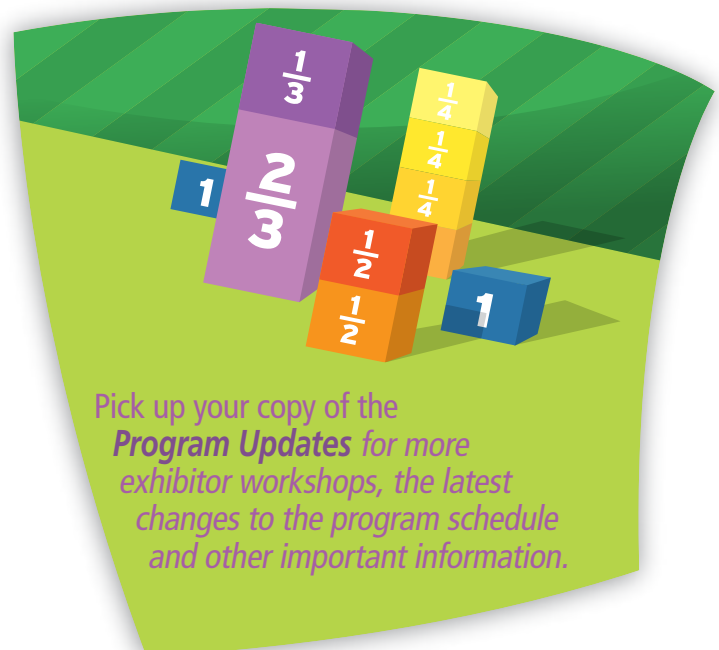 1/3
2/3
1
1/4
1/4
1/4
1/2
1/2
1
Pick up your copy of the
Program Updates for more
exhibitor workshops, the latest
changes to the program schedule
and other important information.